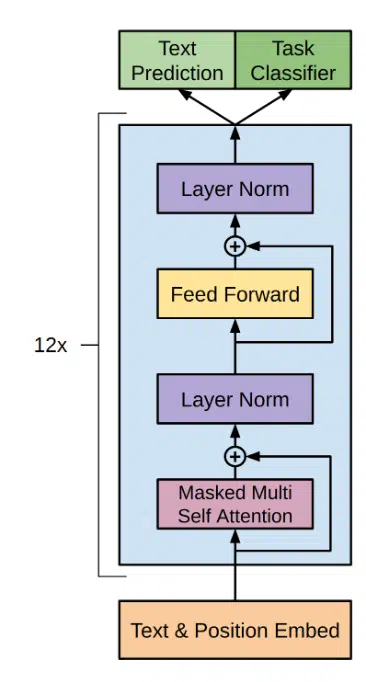 Text
Prediction
Task
Classifier
Layer Norm
+
Feed Forward
12x
Layer Norm
+
Masked Multi
Self Attention
Text & Position Embed